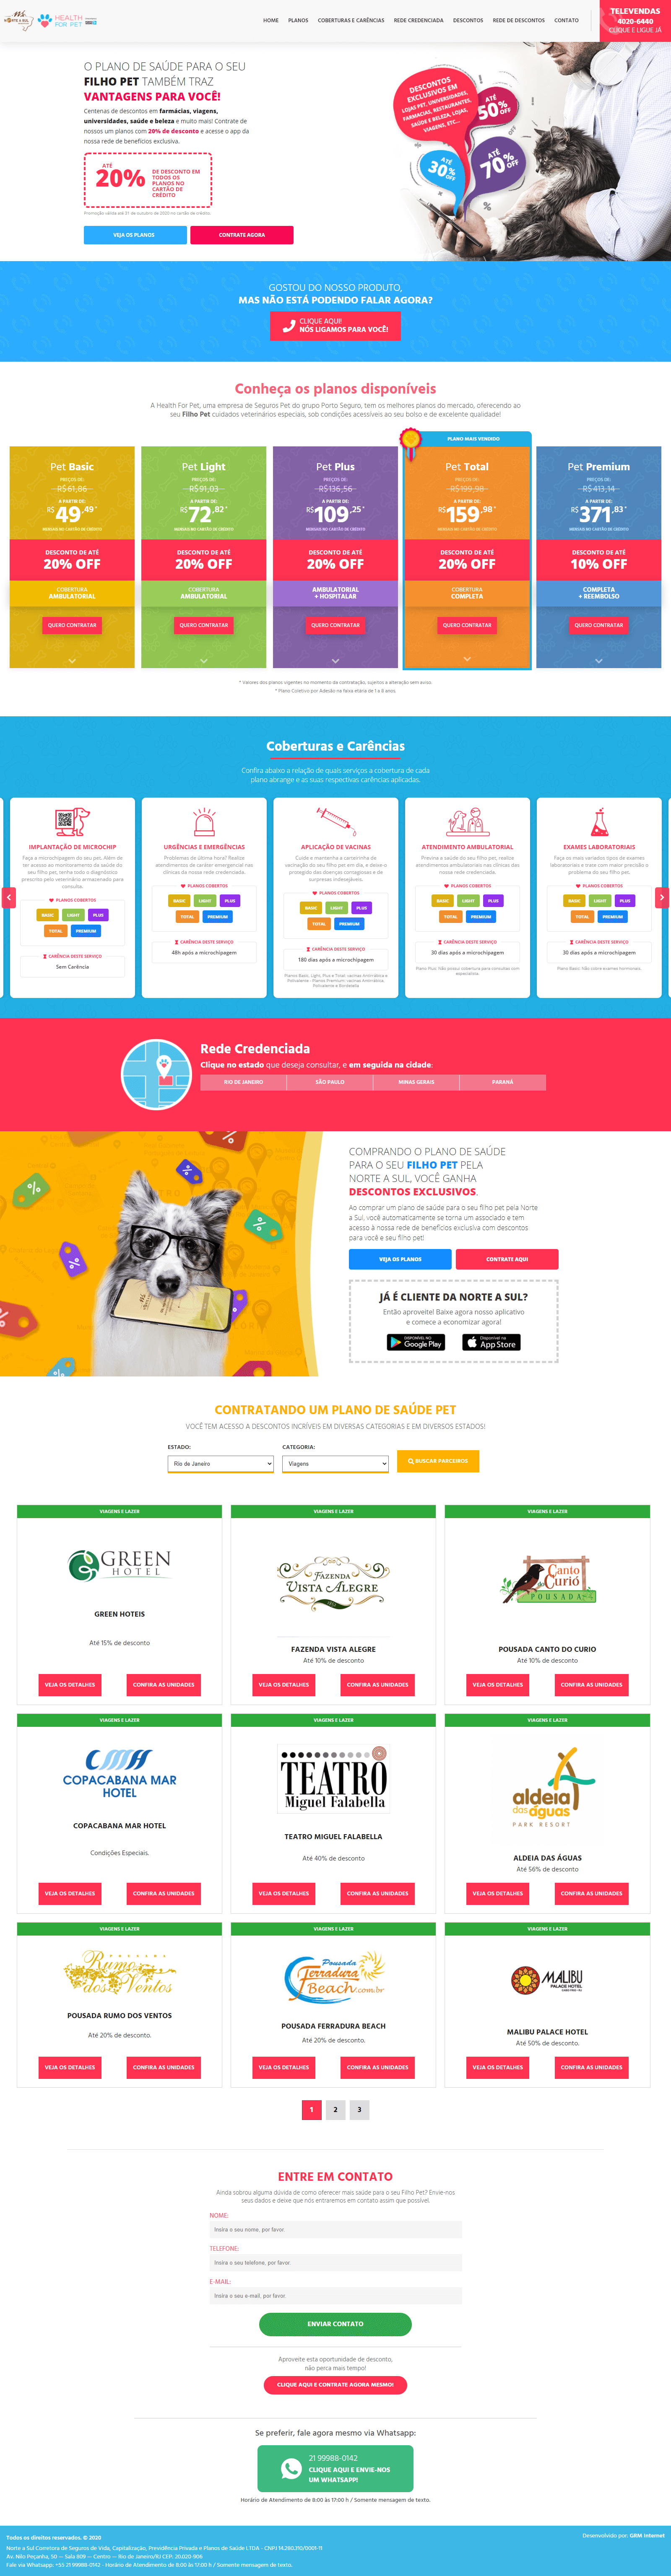 av. Norte a Sul
HEALTH FOR PET
HOME PLANOS COBERTURAS E CARÊNCIAS REDE CREDENCIADA DESCONTOS REDE DE DESCONTOS CONTATO
TELEVENDAS
4020-6440
CLIQUE E LIGUE JÁ
O PLANO DE SAÚDE PARA O SEU
FILHO PET TAMBÉM TRAZ
VANTAGENS PARA VOCÊ!
Centenas de descontos em farmácias, viagens,
universidades, saúde e beleza e muito mais! Contrate de
nossos um planos com 20% de desconto e acesse o app da
nossa rede de benefícios exclusiva.
ATÉ
20%
DE DESCONTO EM
TODOS OS
PLANOS NO
CARTÃO DE
CRÉDITO
Promoção válida até 31 de outubro de 2020 no cartão de crédito.
VEJA OS PLANOS
CONTRATE AGORA
DESCONTOS
EXCLUSIVOS EM
LOJAS PET, UNIVERSIDADES,
FARMÁCIAS, RESTAURANTES,
SAÚDE E BELEZA, LOJAS,
VIAGENS, ETC...
ATÉ
50%
OFF
ATÉ
30%
OFF
ATÉ
70%
OFF
GOSTOU DO NOSSO PRODUTO,
MAS NÃO ESTÁ PODENDO FALAR AGORA?
CLIQUE AQUI!
NÓS LIGAMOS PARA VOCÊ!
Conheça os planos disponíveis
A Health For Pet, uma empresa de Seguros Pet do grupo Porto Seguro, tem os melhores planos do mercado, oferecendo ao
seu Filho Pet cuidados veterinários especiais, sob condições acessíveis ao seu bolso e de excelente qualidade!
Pet Basic
PREÇOS DE:
R$61,86
A PARTIR DE:
R$ 49,49*
MENSAIS NO CARTÃO DE CRÉDITO
DESCONTO DE ATÉ
20% OFF
COBERTURA
AMBULATORIAL
QUERO CONTRATAR
Pet Light
PREÇOS DE:
R$91,03
A PARTIR DE:
R$ 72,82*
MENSAIS NO CARTÃO DE CRÉDITO
DESCONTO DE ATÉ
20% OFF
COBERTURA
AMBULATORIAL
QUERO CONTRATAR
Pet Plus
PREÇOS DE:
R$136,56
A PARTIR DE:
R$109,25*
MENSAIS NO CARTÃO DE CRÉDITO
DESCONTO DE ATÉ
20% OFF
AMBULATORIAL
+ HOSPITALAR
QUERO CONTRATAR
PLANO MAIS VENDIDO
Pet Total
PREÇOS DE:
R$199,98
A PARTIR DE:
R$159,98*
MENSAIS NO CARTÃO DE CRÉDITO
DESCONTO DE ATÉ
20% OFF
COBERTURA
COMPLETA
QUERO CONTRATAR
Pet Premium
PREÇOS DE:
R$413,14
A PARTIR DE:
R$ 371,83*
MENSAIS NO CARTÃO DE CRÉDITO
DESCONTO DE ATÉ
10% OFF
COMPLETA
+ REEMBOLSO
QUERO CONTRATAR
* Valores dos planos vigentes no momento da contratação, sujeitos a alteração sem aviso.
* Plano Coletivo por Adesão na faixa etária de 1 a 8 anos
Coberturas e Carências
Confira abaixo a relação de quais serviços a cobertura de cada
plano abrange e as suas respectivas carências aplicadas.
IMPLANTAÇÃO DE MICROCHIP
Faça a microchipagem do seu pet. Além de
ter acesso ao monitoramento da saúde do
seu filho pet, tenha todo o diagnóstico
prescrito pelo veterinário armazenado para
consulta.
PLANOS COBERTOS
BASIC LIGHT PLUS
TOTAL PREMIUM
CARÊNCIA DESTE SERVIÇO
Sem Carência
URGÊNCIAS E EMERGÊNCIAS
Problemas de última hora? Realize
atendimentos de caráter emergencial nas
clínicas da nossa rede credenciada.
PLANOS COBERTOS
BASIC LIGHT PLUS
TOTAL PREMIUM
CARÊNCIA DESTE SERVIÇO
48h após a microchipagem
APLICAÇÃO DE VACINAS
Cuide e mantenha a carteirinha de
vacinação do seu filho pet em dia, e deixe o
protegido das doenças contagiosas e de
surpresas indesejáveis.
PLANOS COBERTOS
BASIC LIGHT PLUS
TOTAL PREMIUM
CARÊNCIA DESTE SERVIÇO
180 dias após a microchipagem
Planos Basic, Light, Plus e Total: vacinas Antirrábica e
Polivalente - Planos Premium: vacinas Antirrábica,
Polivalente e Bordetella
ATENDIMENTO AMBULATORIAL
Previna a saúde do seu filho pet, realize
atendimentos ambulatoriais nas clínicas da
nossa rede credenciada.
PLANOS COBERTOS
BASIC LIGHT PLUS
TOTAL PREMIUM
CARÊNCIA DESTE SERVIÇO
30 dias após a microchipagem
Plano Plus: Não possui cobertura para consultas com
especialista.
EXAMES LABORATORIAIS
Faça os mais variados tipos de exames
laboratoriais e trate com maior precisão o
problema do seu filho pet.
PLANOS COBERTOS
BASIC LIGHT PLUS
TOTAL PREMIUM
CARÊNCIA DESTE SERVIÇO
30 dias após a microchipagem
Plano Basic: Não cobre exames hormonais.
Rede Credenciada
Clique no estado que deseja consultar, e em seguida na cidade:
RIO DE JANEIRO SÃO PAULO MINAS GERAIS PARANÁ
COMPRANDO O PLANO DE SAÚDE
PARA O SEU FILHO PET PELA
NORTE A SUL, VOCÊ GANHA
DESCONTOS EXCLUSIVOS.
Ao comprar um plano de saúde para o seu filho pet pela Norte
a Sul, você automaticamente se torna um associado e tem
acesso à nossa rede de benefícios exclusiva com descontos
para você e seu filho pet!
VEJA OS PLANOS
CONTRATE AQUI
JÁ É CLIENTE DA NORTE A SUL?
Então aproveite! Baixe agora nosso aplicativo
e comece a economizar agora!
DISPONÍVEL NO
Google Play
Disponível na
App Store
CONTRATANDO UM PLANO DE SAÚDE PET
VOCÊ TEM ACESSO A DESCONTOS INCRÍVEIS EM DIVERSAS CATEGORIAS E EM DIVERSOS ESTADOS!
ESTADO:
Rio de Janeiro
CATEGORIA:
Viagens
BUSCAR PARCEIROS
VIAGENS E LAZER
GREEN
HOTEL
GREEN HOTEIS
Até 15% de desconto
VEJA OS DETALHES
CONFIRA AS UNIDADES
VIAGENS E LAZER
FAZENDA
VISTA ALEGRE
FAZENDA VISTA ALEGRE
Até 10% de desconto
VEJA OS DETALHES
CONFIRA AS UNIDADES
VIAGENS E LAZER
Canto
do
Curió
POUSADA
POUSADA CANTO DO CURIO
Até 10% de desconto
VEJA OS DETALHES
CONFIRA AS UNIDADES
VIAGENS E LAZER
COPACABANA MAR
HOTEL
COPACABANA MAR HOTEL
Condições Especiais.
VEJA OS DETALHES
CONFIRA AS UNIDADES
VIAGENS E LAZER
TEATRO
Miguel Falabella
TEATRO MIGUEL FALABELLA
Até 40% de desconto
VEJA OS DETALHES
CONFIRA AS UNIDADES
VIAGENS E LAZER
aldeia
das águas
PARK RESORT
ALDEIA DAS ÁGUAS
Até 56% de desconto
VEJA OS DETALHES
CONFIRA AS UNIDADES
VIAGENS E LAZER
Pousada
Rumo
dos Ventos
POUSADA RUMO DOS VENTOS
Até 20% de desconto.
VEJA OS DETALHES
CONFIRA AS UNIDADES
VIAGENS E LAZER
Pousada
Ferradura
Beach.com.br
POUSADA FERRADURA BEACH
Até 20% de desconto.
VEJA OS DETALHES
CONFIRA AS UNIDADES
VIAGENS E LAZER
MALIBU
PALACE HOTEL
CABO FRIO - RJ
MALIBU PALACE HOTEL
Até 50% de desconto.
VEJA OS DETALHES
CONFIRA AS UNIDADES
1 2 3
ENTRE EM CONTATO
Ainda sobrou alguma dúvida de como oferecer mais saúde para o seu Filho Pet? Envie-nos
seus dados e deixe que nós entraremos em contato assim que possível.
NOME:
Insira o seu nome, por favor.
TELEFONE:
Insira o seu telefone, por favor.
E-MAIL:
Insira o seu e-mail, por favor.
ENVIAR CONTATO
Aproveite esta oportunidade de desconto,
não perca mais tempo!
CLIQUE AQUI E CONTRATE AGORA MESMO!
Se preferir, fale agora mesmo via Whatsapp:
21 99988-0142
CLIQUE AQUI E ENVIE-NOS
UM WHATSAPP!
Horário de Atendimento de 8:00 às 17:00 h / Somente mensagem de texto.
Todos os direitos reservados. © 2020
Desenvolvido por: GRM Internet
Norte a Sul Corretora de Seguros de Vida, Capitalização, Previdência Privada e Planos de Saúde LTDA - CNPJ 14.280.310/0001-11
Av. Nilo Peçanha, 50 — Sala 809 — Centro — Rio de Janeiro/RJ CEP: 20.020-906
Fale via Whatsapp: +55 21 99988-0142 - Horário de Atendimento de 8:00 às 17:00 h / Somente mensagem de texto.